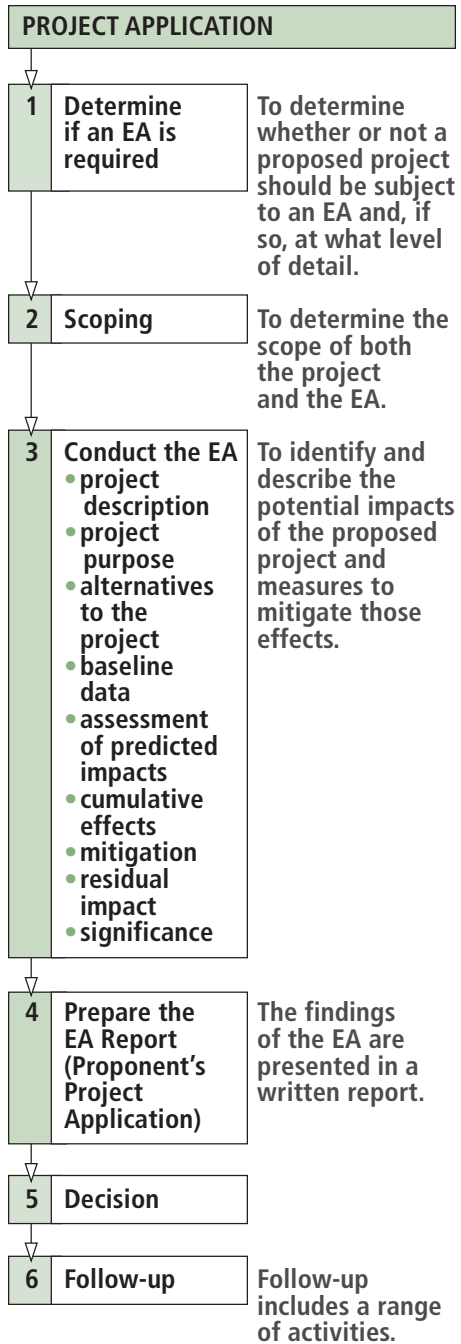 PROJECT APPLICATION
1
Determine
if an EA is
required
To determine
whether or not a
proposed project
should be subject
to an EA and, if
so, at what level
of detail.
2
Scoping
To determine the
scope of both
the project
and the EA.
3
Conduct the EA
• project
description
• project
purpose
• alternatives
to the
project
• baseline
data
• assessment
of predicted
impacts
• cumulative
effects
• mitigation
• residual
impact
• significance
To identify and
describe the
potential impacts
of the proposed
project and
measures to
mitigate those
effects.
4
Prepare the
EA Report
(Proponent’s
Project
Application)
The findings
of the EA are
presented in a
written report.
5
Decision
6
Follow-up
Follow-up
includes a range
of activities.